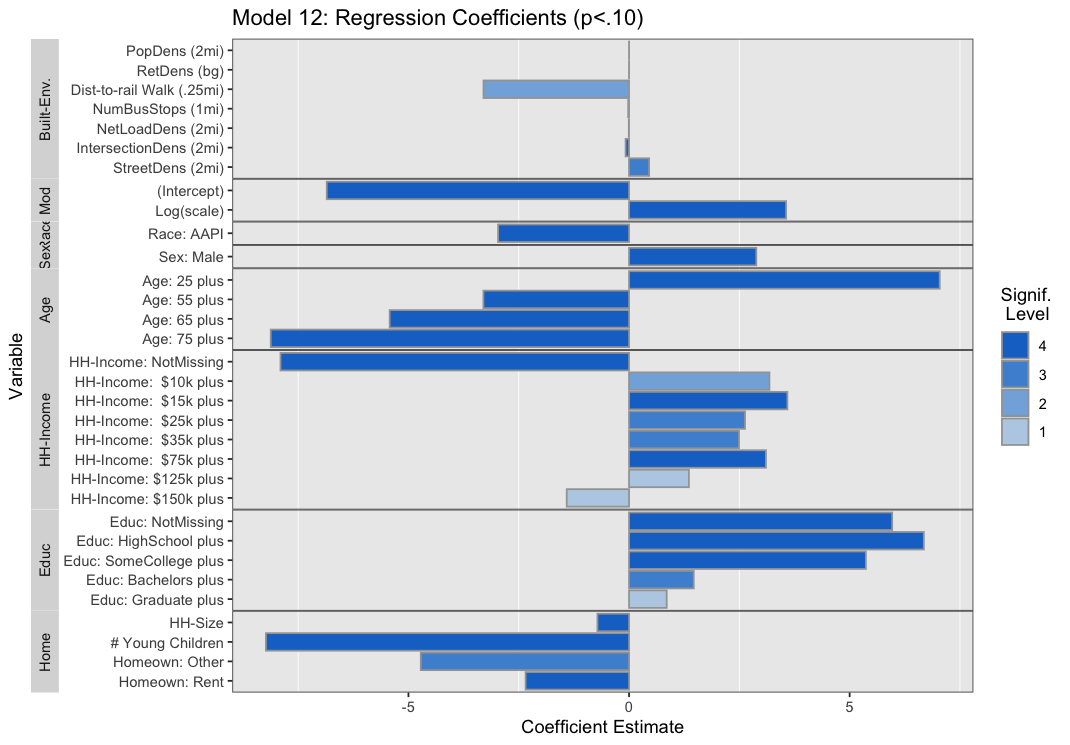 Model 12: Regression Coefficients (p<.10)
Variable
Built-Env.
PopDens (2mi)
RetDens (bg)
Dist-to-rail Walk (.25mi)
NumBusStops (1mi)
NetLoadDens (2mi)
IntersectionDens (2mi)
StreetDens (2mi)
Mod
(Intercept)
Log(scale)
Race: AAPI
Sex
Sex: Male
Age
Age: 25 plus
Age: 55 plus
Age: 65 plus
Age: 75 plus
HH-Income
HH-Income: NotMissing
HH-Income:  $10k plus
HH-Income:  $15k plus
HH-Income:  $25k plus
HH-Income:  $35k plus
HH-Income:  $75k plus
HH-Income: $125k plus
HH-Income: $150k plus
Educ
Educ: NotMissing
Educ: HighSchool plus
Educ: SomeCollege plus
Educ: Bachelors plus
Educ: Graduate plus
Home
HH-Size
# Young Children
Homeown: Other
Homeown: Rent
-5 0 5
Coefficient Estimate
Signif.
Level
4
3
2
1